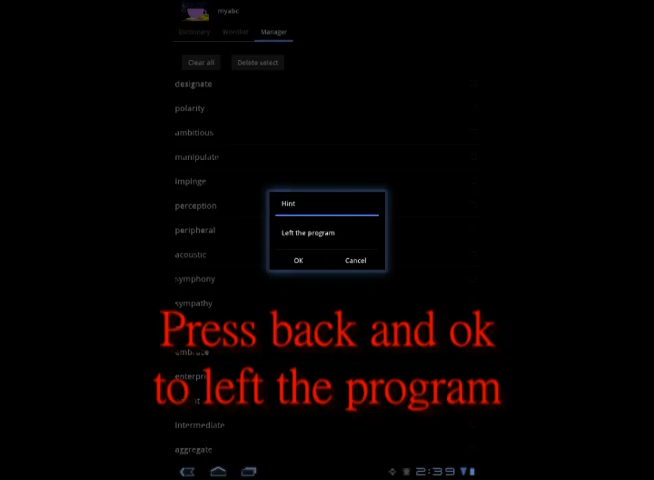 myabc
Dictionary Wordlist Manager
Clear all Delete select
designate
polarity
ambitious
manipulate
impinge
perception
peripheral
acoustic
symphony
sympathy
Hint
Left the program
OK Cancel
Press back and ok
to left the program
embrace
intermediate
aggregate
2:39